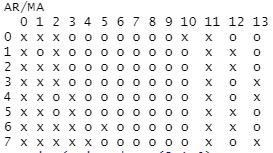 AR/MA
0 1 2 3 4 5 6 7 8 9 10 11 12 13
0 x x x o o o o o o o x x o o
1 x o x o o o o o o o o x o o
2 x x x o o o o o o o o x x o
3 x x x o o o o o o o o x o x
4 x o x o o o o o o o o x o x
5 x x x x o o o o o o o x o o
6 x x x x o x o o o o o x x o
7 x x x x x o o o o o o x o x